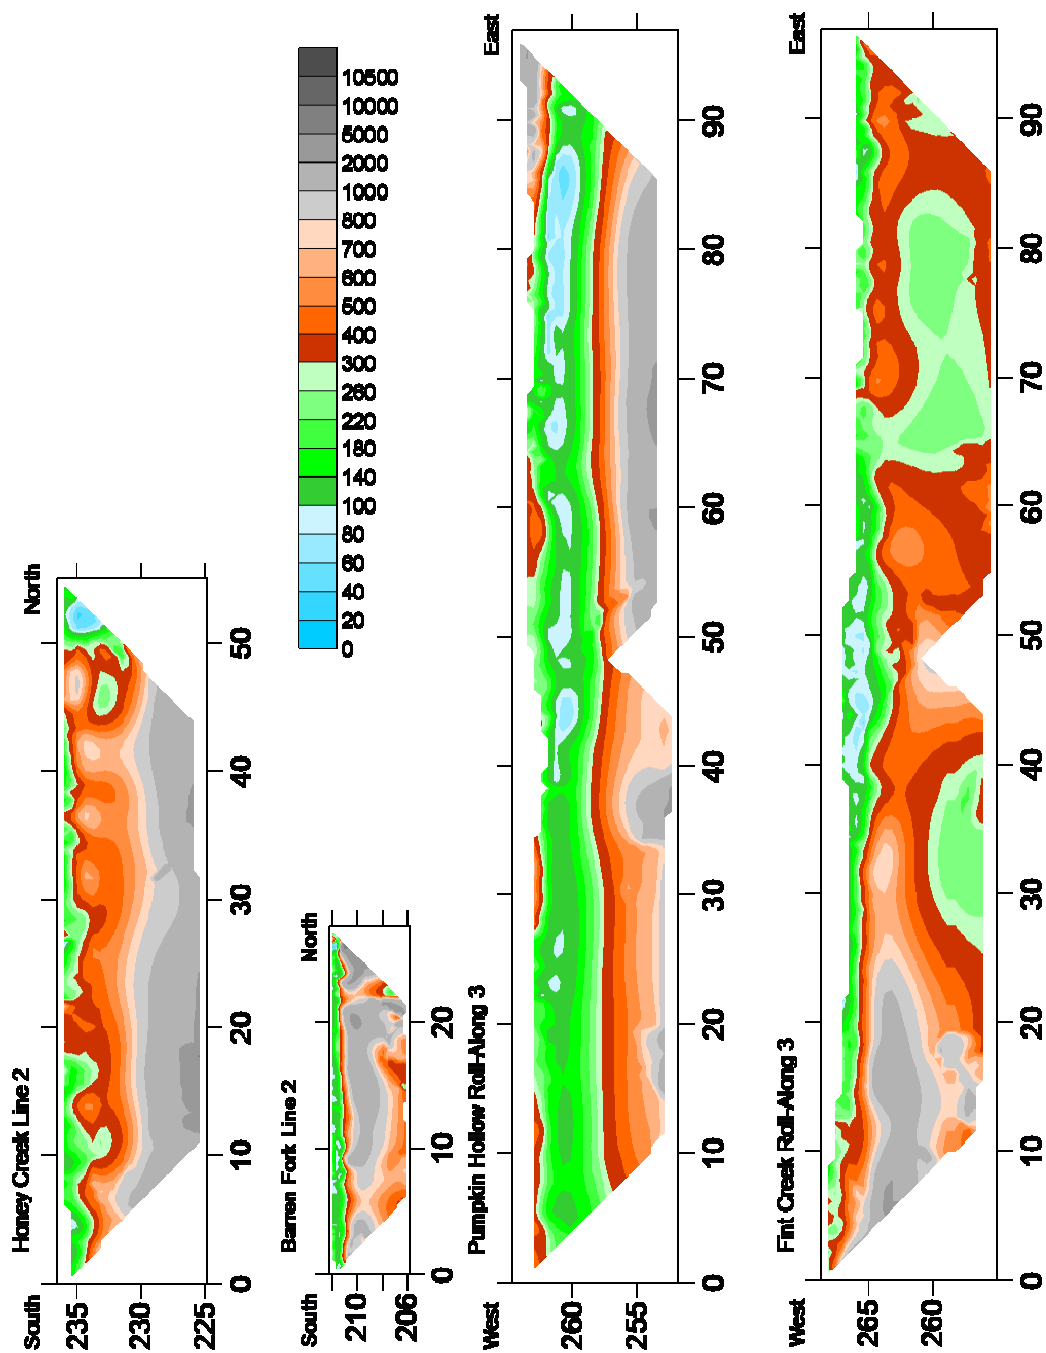 Honey Creek Line 2
South North
235
230
225
0 10 20 30 40 50
0 20 40 60 80 100 140 180 220 260 300 400 500 600 700 800 1000 2000 5000 10000 10500
Barren Fork Line 2
South North
210
206
0 10 20
Pumpkin Hollow Roll-Along 3
West East
260
255
0 10 20 30 40 50 60 70 80 90
Fint Creek Roll-Along 3
West East
265
260
0 10 20 30 40 50 60 70 80 90